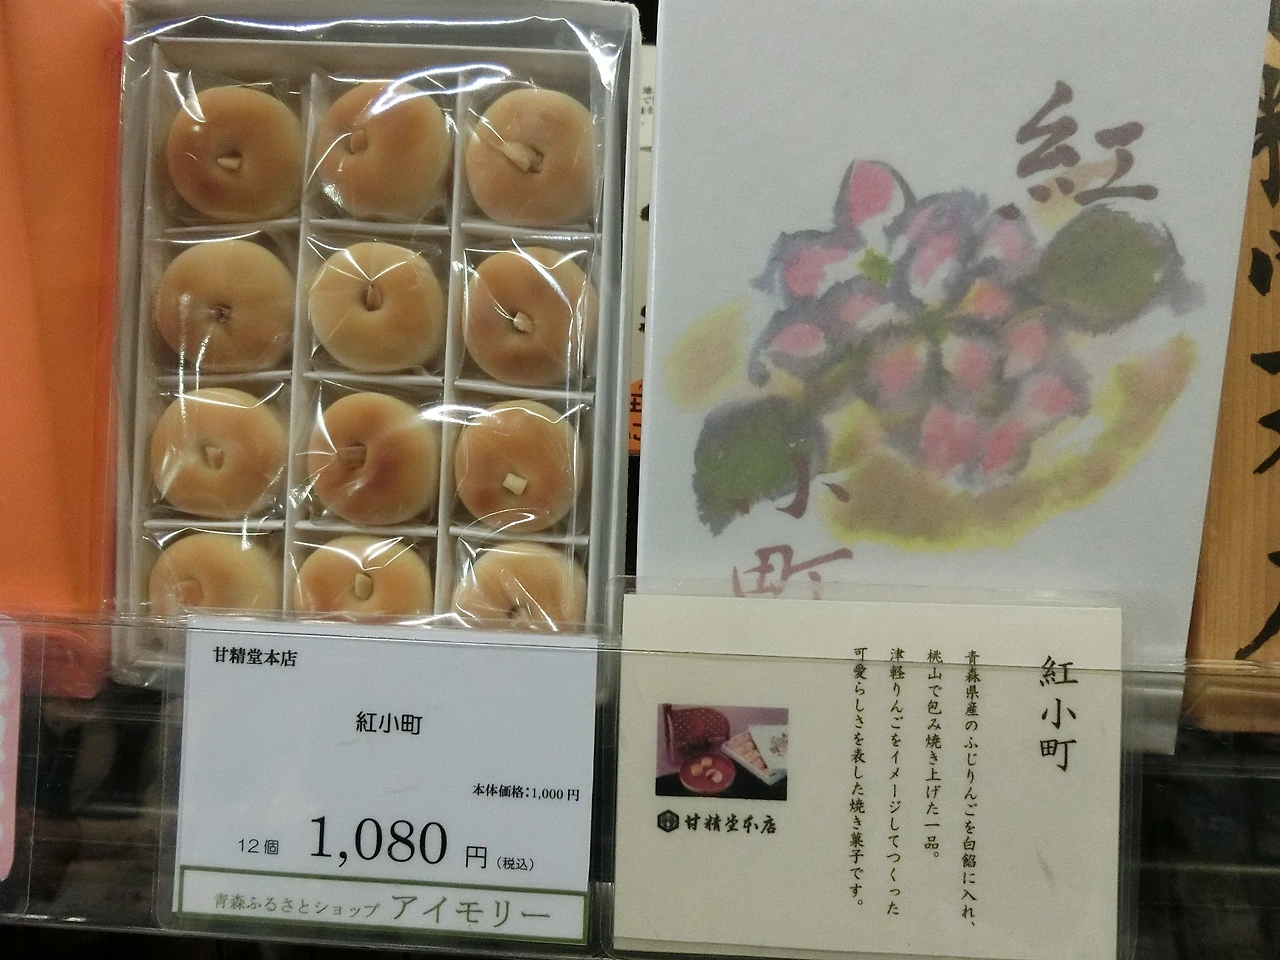 紅
小
町
甘精堂本店
紅小町
本体価格:1,000 円
12個 1,080 円 (税込)
青森ふるさとショップ アイモリー
紅小町
青森県産のふじりんごを白餡に入れ、
桃山で包み焼き上げた一品。
津軽りんごをイメージしてつくった
可愛らしさを表した焼き菓子です。
甘精堂本店